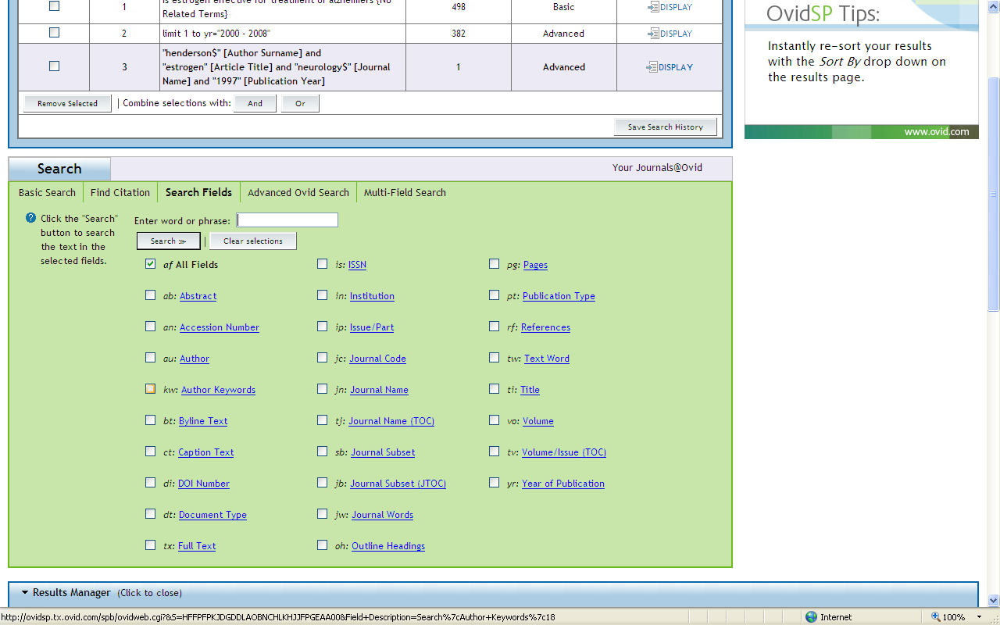 1 is estrogen effective for treatment of alzheimers {No 498 Basic DISPLAY
Related Terms}
2 limit 1 to yr="2000 - 2008" 382 Advanced DISPLAY
"henderson$" [Author Surname] and
3 "estrogen" [Article Title] and "neurology$" [Journal 1 Advanced DISPLAY
Name] and "1997" [Publication Year]
Remove Selected | Combine selections with: And Or
Save Search History
OvidSP Tips:
Instantly re-sort your results
with the Sort By drop down on
the results page.
www.ovid.com
Search Your Journals@Ovid
Basic Search Find Citation Search Fields Advanced Ovid Search Multi-Field Search
? Click the "Search"
button to search
the text in the
selected fields.
Enter word or phrase:
Search ≫ | Clear selections
af All Fields is: ISSN pg: Pages
ab: Abstract in: Institution pt: Publication Type
an: Accession Number ip: Issue/Part rf: References
au: Author jc: Journal Code tw: Text Word
kw: Author Keywords jn: Journal Name ti: Title
bt: Byline Text tj: Journal Name (TOC) vo: Volume
ct: Caption Text sb: Journal Subset tv: Volume/Issue (TOC)
di: DOI Number jb: Journal Subset (JTOC) yr: Year of Publication
dt: Document Type jw: Journal Words
tx: Full Text oh: Outline Headings
Results Manager (Click to close)
http://ovidsp.tx.ovid.com/spb/ovidweb.cgi?&S=HFFPFPKJDGDDLAOBNCHLKHJJFPGEAA00&Field+Description=Search%7cAuthor+Keywords%7c18 Internet 100%